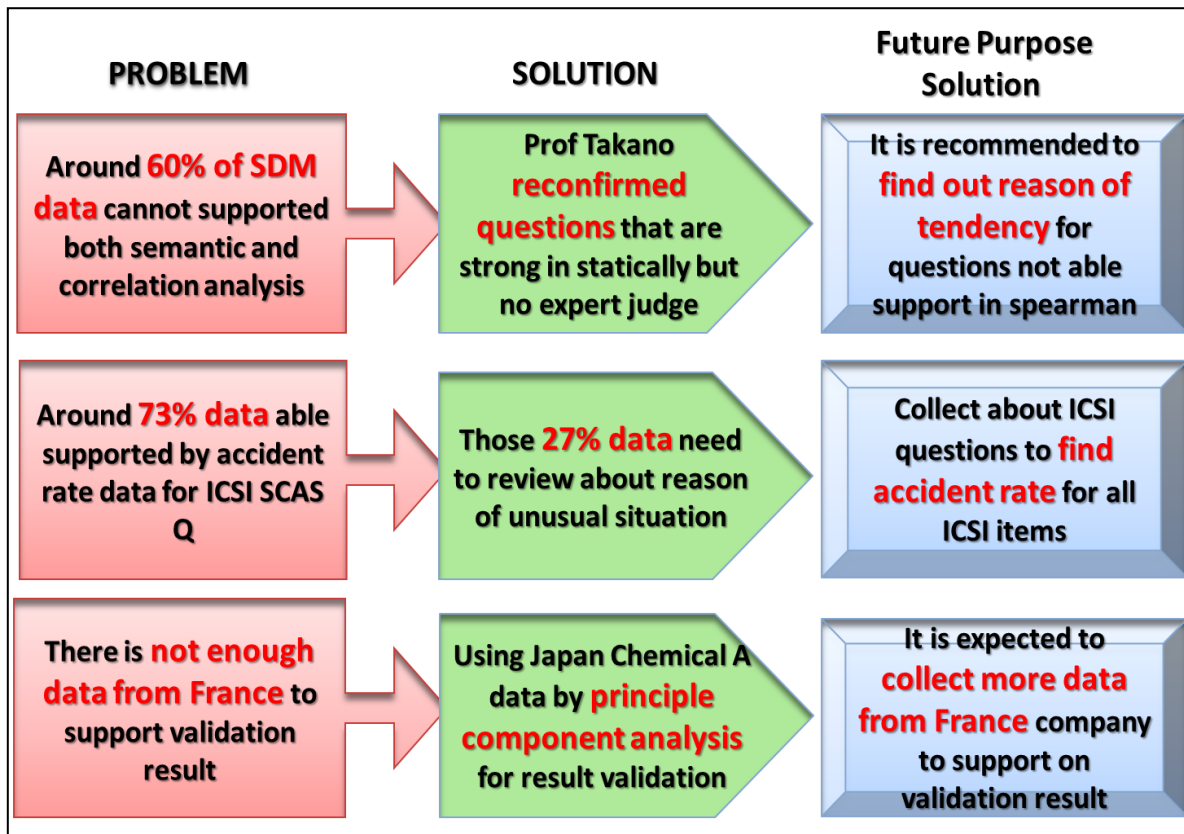 PROBLEM
SOLUTION
Future Purpose
Solution
Around 60% of SDM
data cannot supported
both semantic and
correlation analysis
Prof Takano
reconfirmed
questions that are
strong in statically but
no expert judge
It is recommended to
find out reason of
tendency for
questions not able
support in spearman
Around 73% data able
supported by accident
rate data for ICSI SCAS
Q
Those 27% data need
to review about reason
of unusual situation
Collect about ICSI
questions to find
accident rate for all
ICSI items
There is not enough
data from France to
support validation
result
Using Japan Chemical A
data by principle
component analysis
for result validation
It is expected to
collect more data
from France company
to support on
validation result